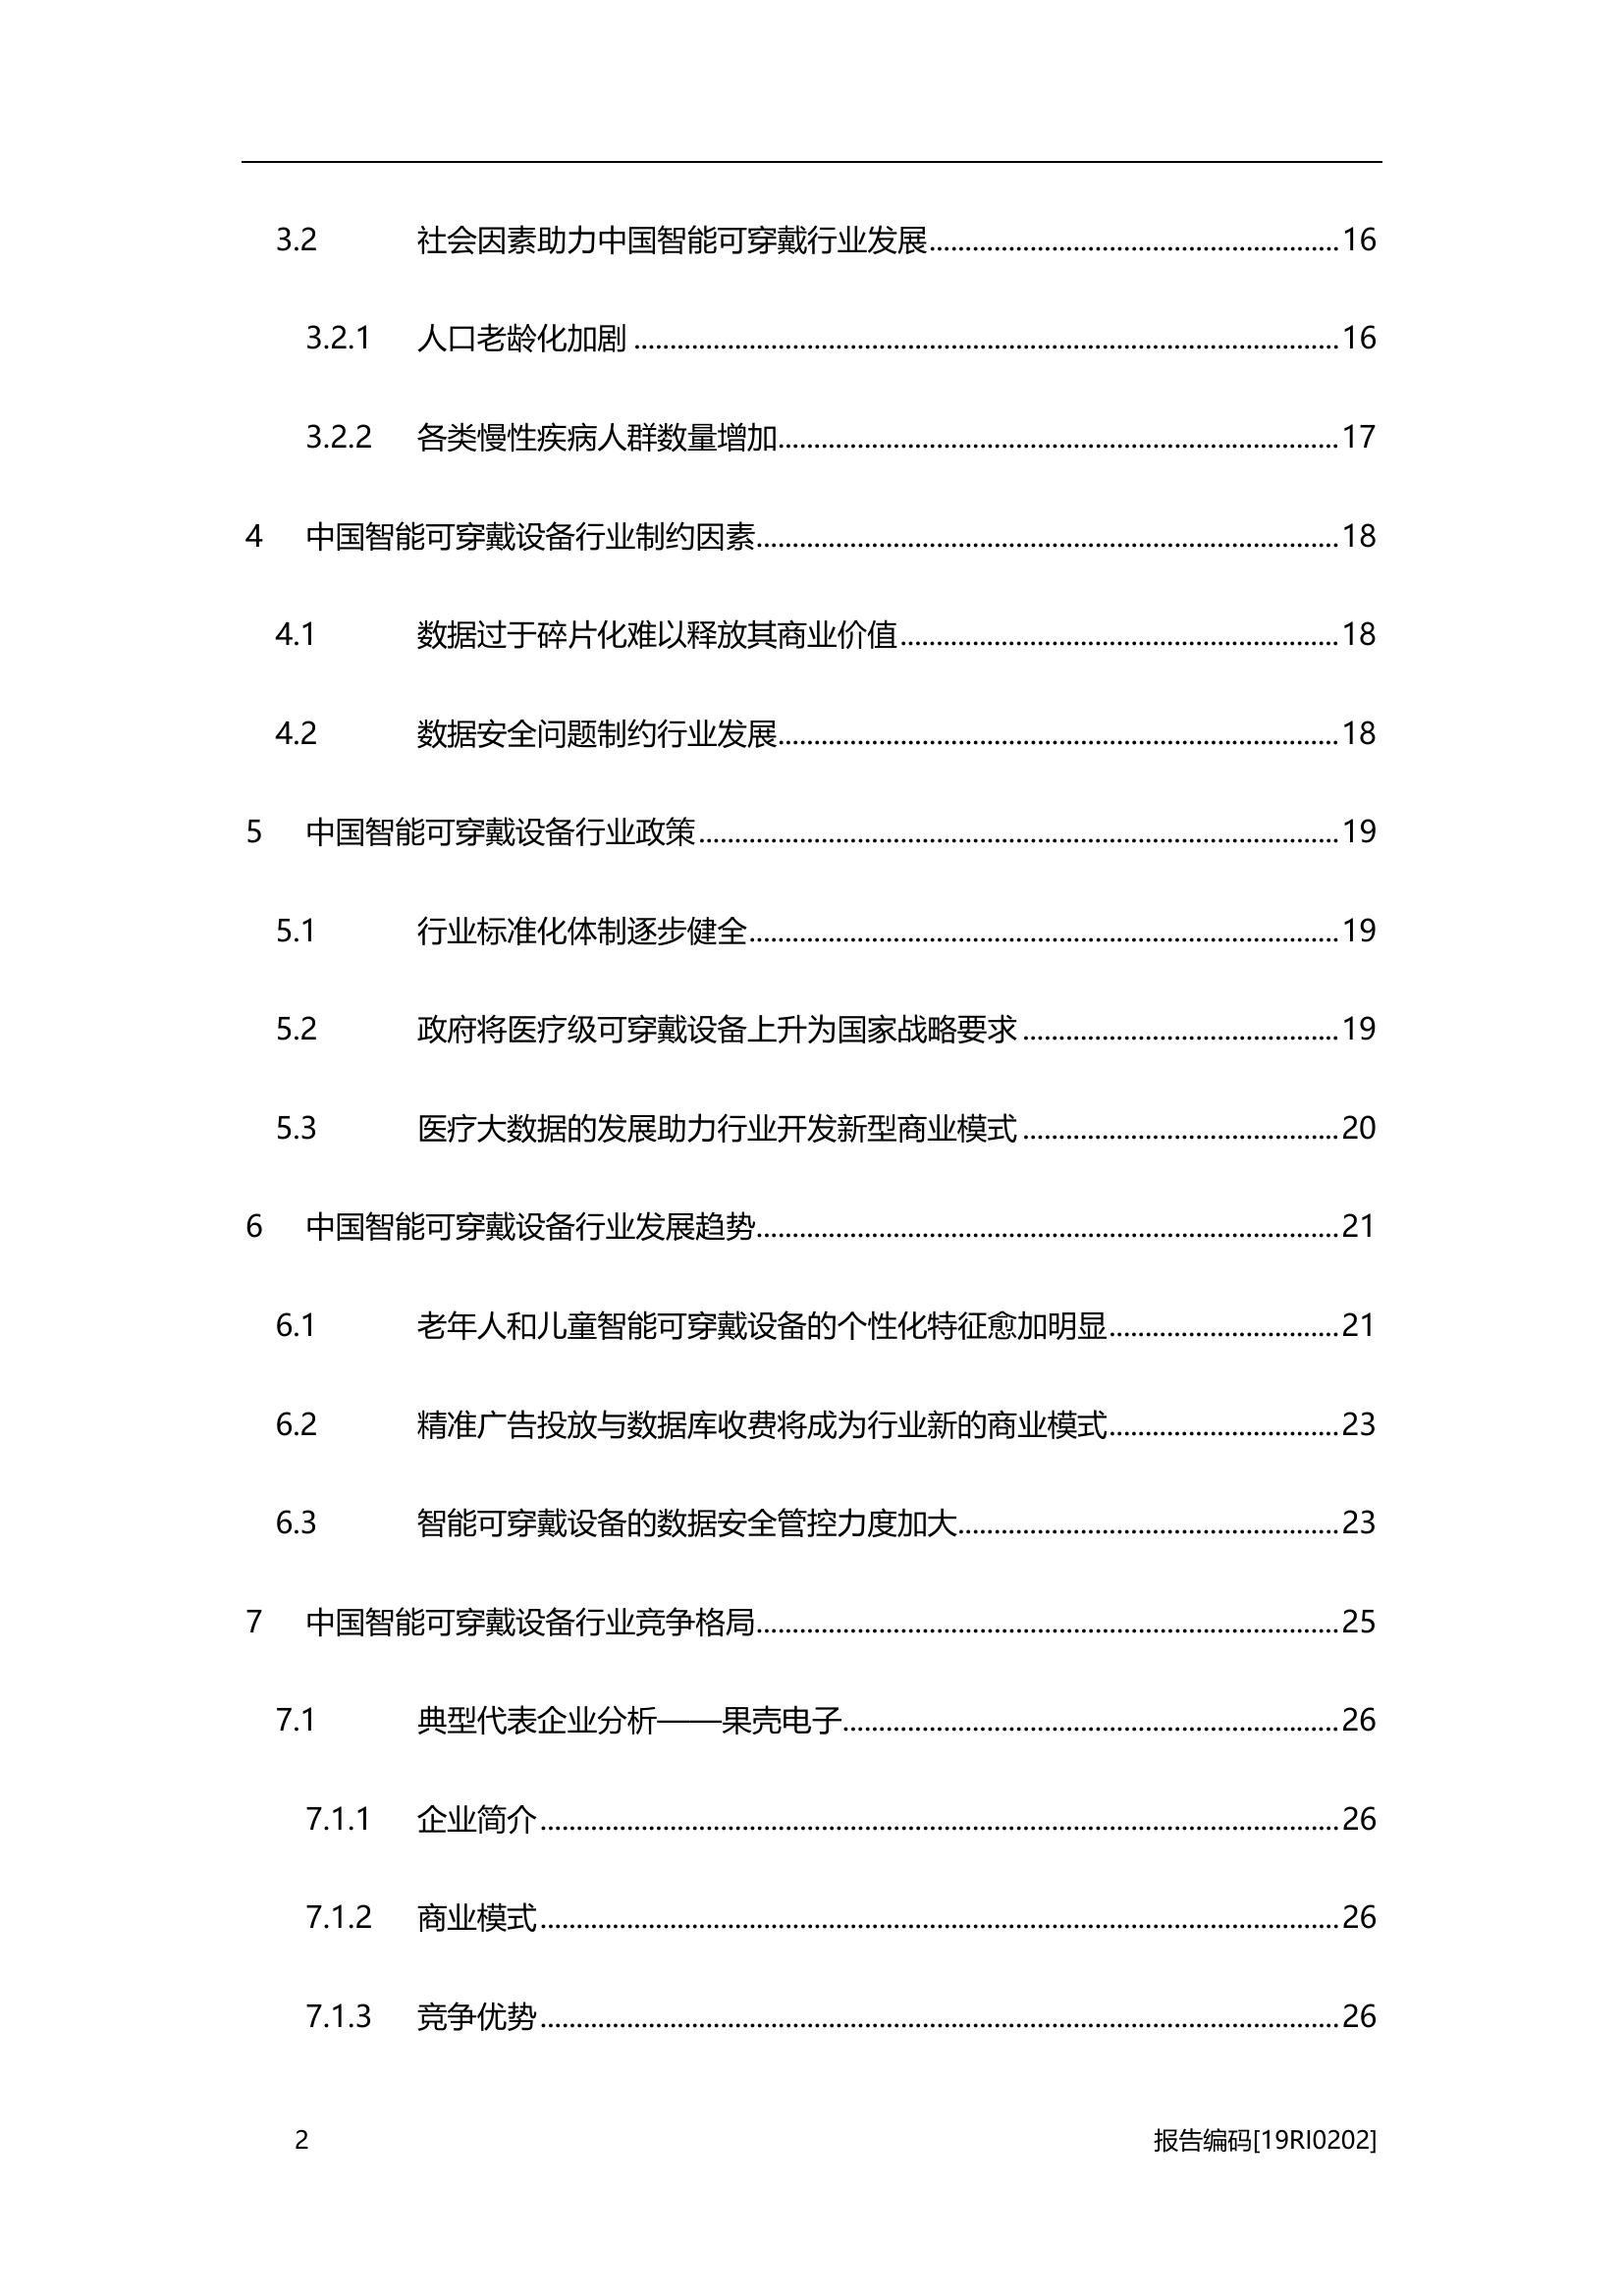 3.2 社会因素助力中国智能可穿戴行业发展 16
3.2.1 人口老龄化加剧 16
3.2.2 各类慢性疾病人群数量增加 17
4 中国智能可穿戴设备行业制约因素 18
4.1 数据过于碎片化难以释放其商业价值 18
4.2 数据安全问题制约行业发展 18
5 中国智能可穿戴设备行业政策 19
5.1 行业标准化体制逐步健全 19
5.2 政府将医疗级可穿戴设备上升为国家战略要求 19
5.3 医疗大数据的发展助力行业开发新型商业模式 20
6 中国智能可穿戴设备行业发展趋势 21
6.1 老年人和儿童智能可穿戴设备的个性化特征愈加明显 21
6.2 精准广告投放与数据库收费将成为行业新的商业模式 23
6.3 智能可穿戴设备的数据安全管控力度加大 23
7 中国智能可穿戴设备行业竞争格局 25
7.1 典型代表企业分析——果壳电子 26
7.1.1 企业简介 26
7.1.2 商业模式 26
7.1.3 竞争优势 26
2 报告编码[19RI0202]